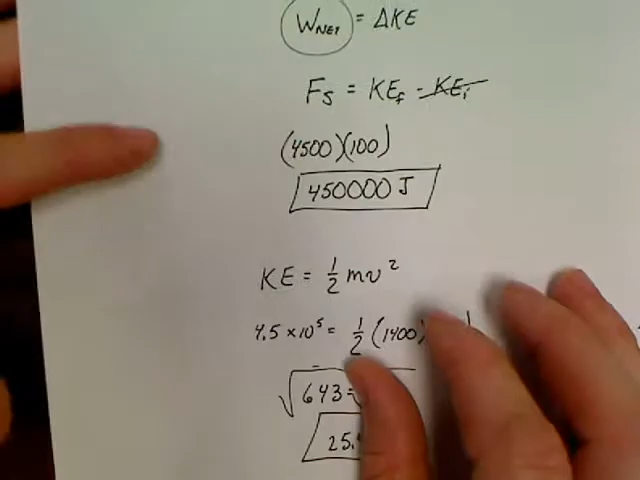 W_NET = ΔKE
Fs = KE_f - KE_i
(4500)(100)
450000 J
KE = 1/2 mv²
4.5 × 10⁵ = 1/2 (1400)
√643 =
25.